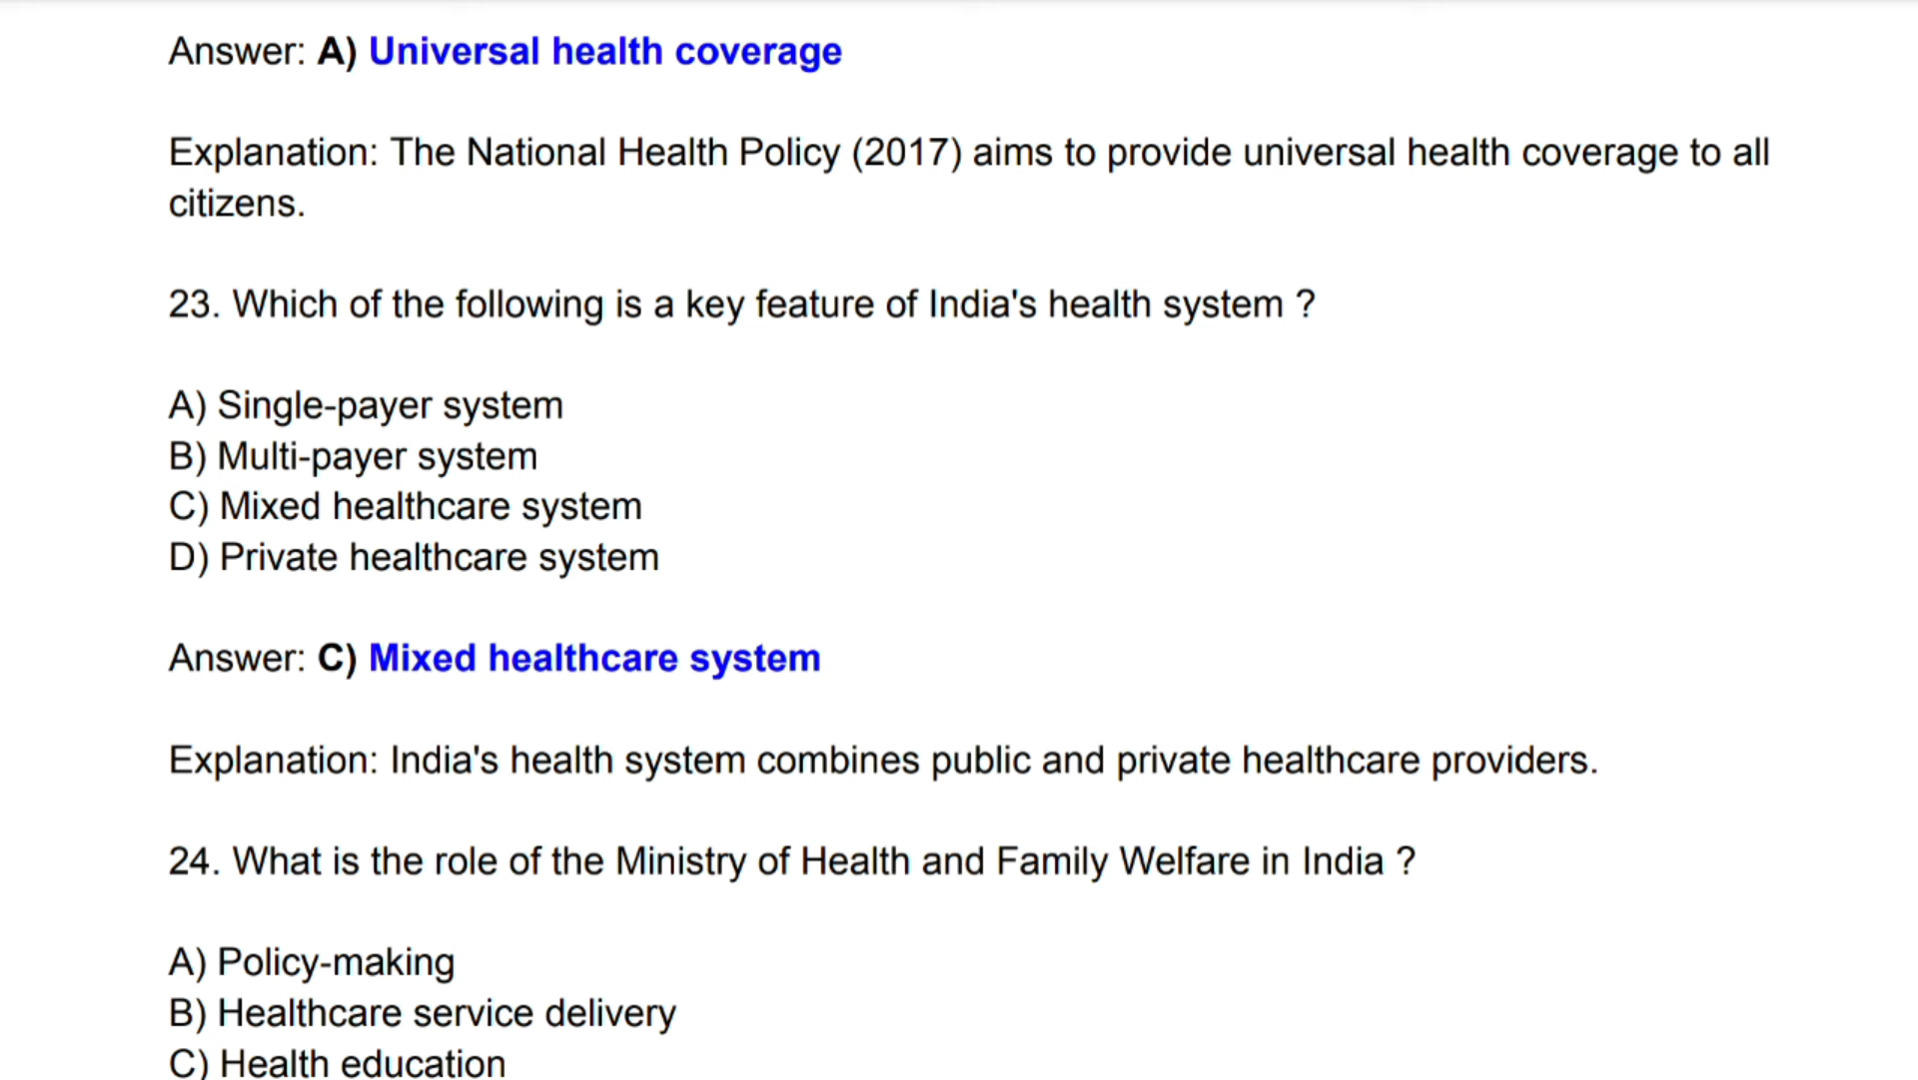 Answer: A) Universal health coverage
Explanation: The National Health Policy (2017) aims to provide universal health coverage to all
citizens.
23. Which of the following is a key feature of India's health system ?
A) Single-payer system
B) Multi-payer system
C) Mixed healthcare system
D) Private healthcare system
Answer: C) Mixed healthcare system
Explanation: India's health system combines public and private healthcare providers.
24. What is the role of the Ministry of Health and Family Welfare in India ?
A) Policy-making
B) Healthcare service delivery
C) Health education